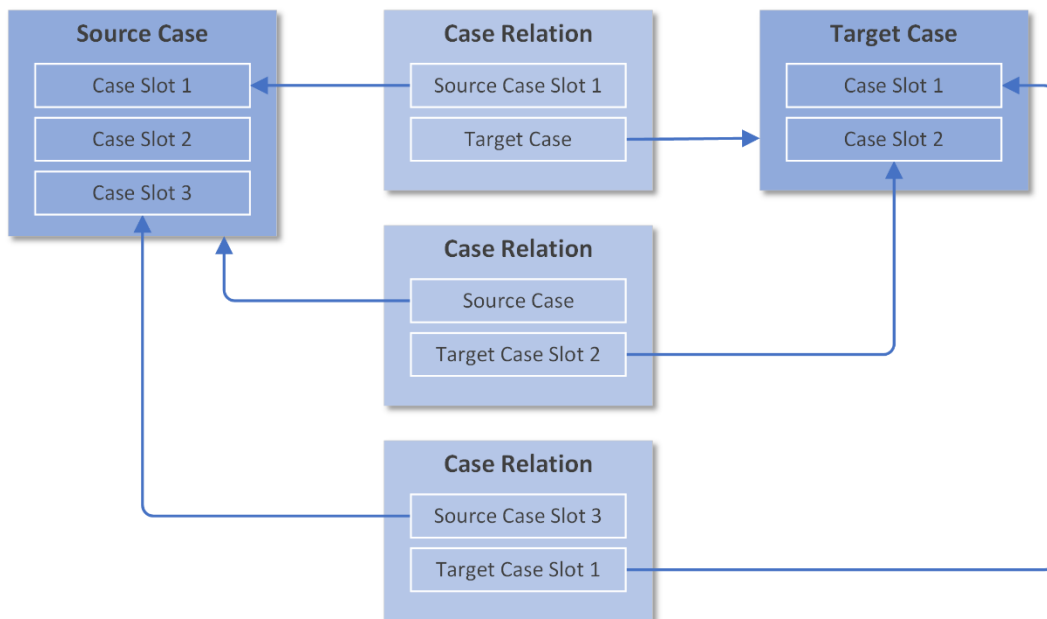 Source Case
Case Slot 1
Case Slot 2
Case Slot 3
Case Relation
Source Case Slot 1
Target Case
Case Relation
Source Case
Target Case Slot 2
Case Relation
Source Case Slot 3
Target Case Slot 1
Target Case
Case Slot 1
Case Slot 2